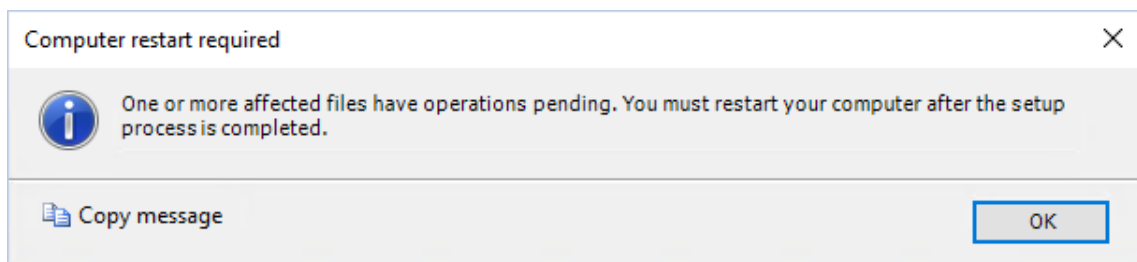 Computer restart required
One or more affected files have operations pending. You must restart your computer after the setup
process is completed.
Copy message
OK